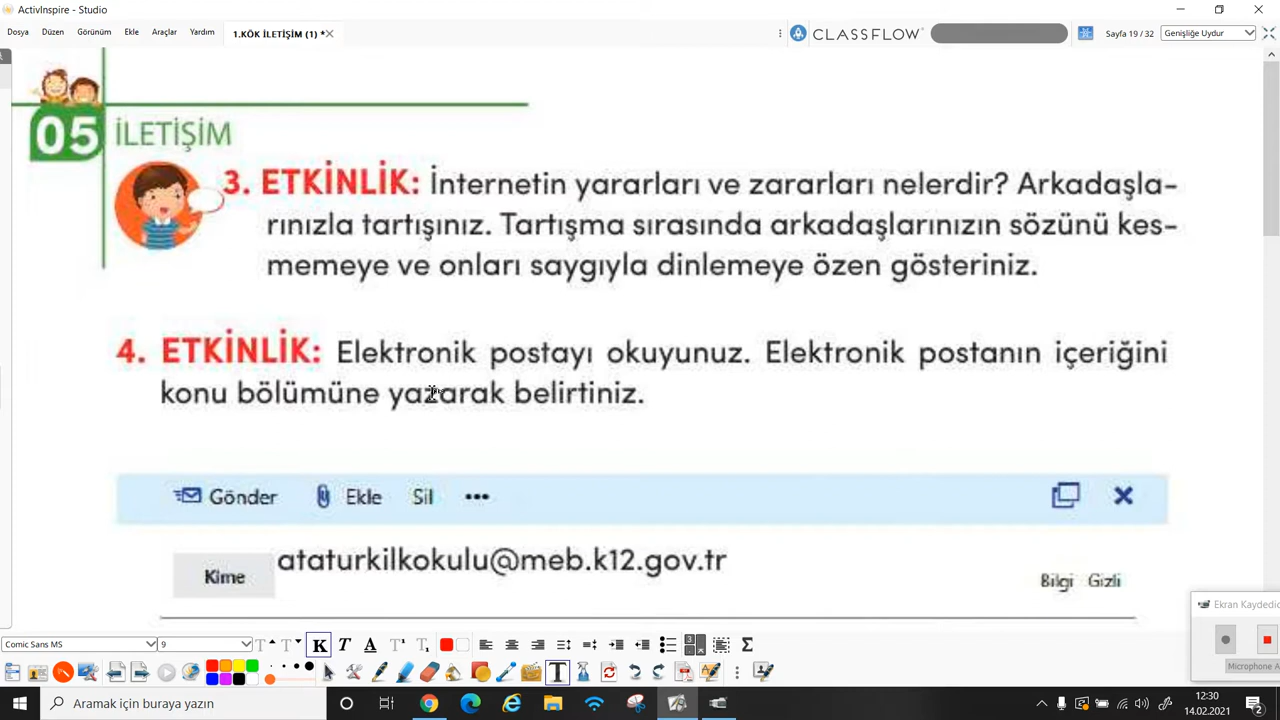 ActivInspire - Studio
Dosya Düzen Görünüm Ekle Araçlar Yardım
1.KÖK İLETİŞİM (1) *
CLASSFLOW
Sayfa 19 / 32
Genişliğe Uydur
05 İLETİŞİM
3. ETKİNLİK: İnternetin yararları ve zararları nelerdir? Arkadaşla-
rınızla tartışınız. Tartışma sırasında arkadaşlarınızın sözünü kes-
memeye ve onları saygıyla dinlemeye özen gösteriniz.
4. ETKİNLİK: Elektronik postayı okuyunuz. Elektronik postanın içeriğini
konu bölümüne yazarak belirtiniz.
Gönder Ekle Sil •••
Kime ataturkilkokulu@meb.k12.gov.tr
Bilgi Gizli
Ekran Kaydedic
Microphone A
Comic Sans MS 9
Aramak için buraya yazın
12:30
14.02.2021
2